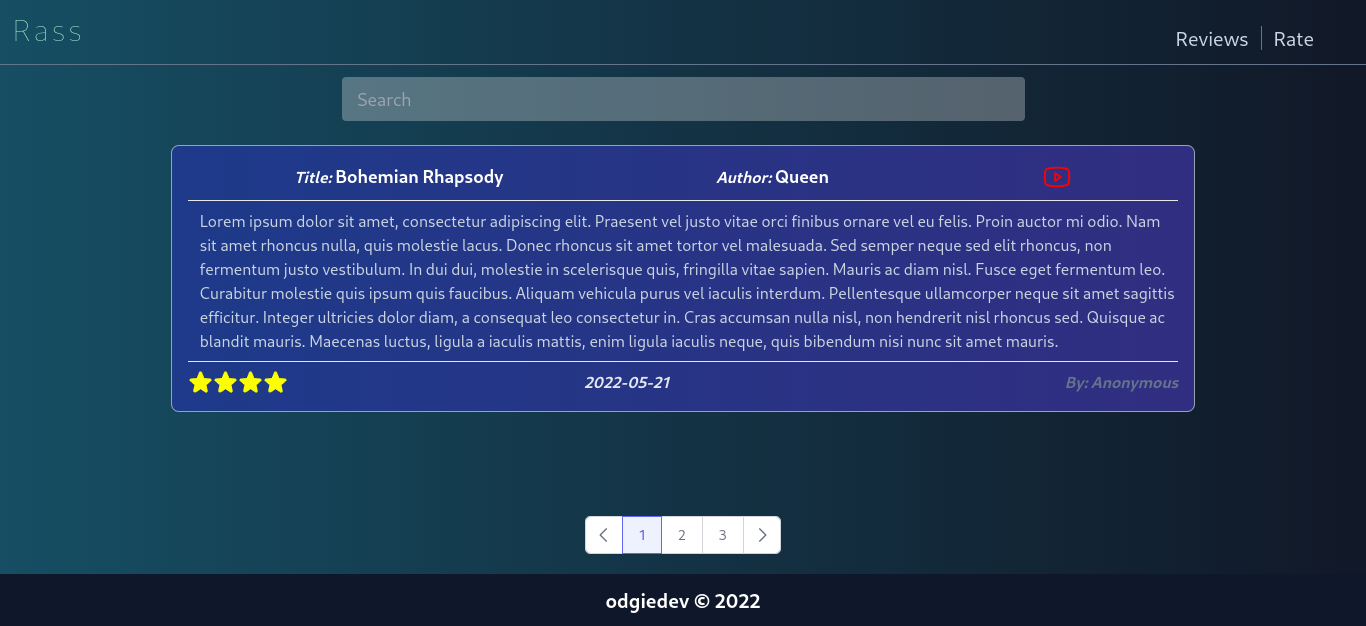 Rass
Reviews
Rate
Search
Title: Bohemian Rhapsody
Author: Queen
Lorem ipsum dolor sit amet, consectetur adipiscing elit. Praesent vel justo vitae orci finibus ornare vel eu felis. Proin auctor mi odio. Nam
sit amet rhoncus nulla, quis molestie lacus. Donec rhoncus sit amet tortor vel malesuada. Sed semper neque sed elit rhoncus, non
fermentum justo vestibulum. In dui dui, molestie in scelerisque quis, fringilla vitae sapien. Mauris ac diam nisl. Fusce eget fermentum leo.
Curabitur molestie quis ipsum quis faucibus. Aliquam vehicula purus vel iaculis interdum. Pellentesque ullamcorper neque sit amet sagittis
efficitur. Integer ultricies dolor diam, a consequat leo consectetur in. Cras accumsan nulla nisl, non hendrerit nisl rhoncus sed. Quisque ac
blandit mauris. Maecenas luctus, ligula a iaculis mattis, enim ligula iaculis neque, quis bibendum nisi nunc sit amet mauris.
2022-05-21
By: Anonymous
1 2 3
odgiedev © 2022